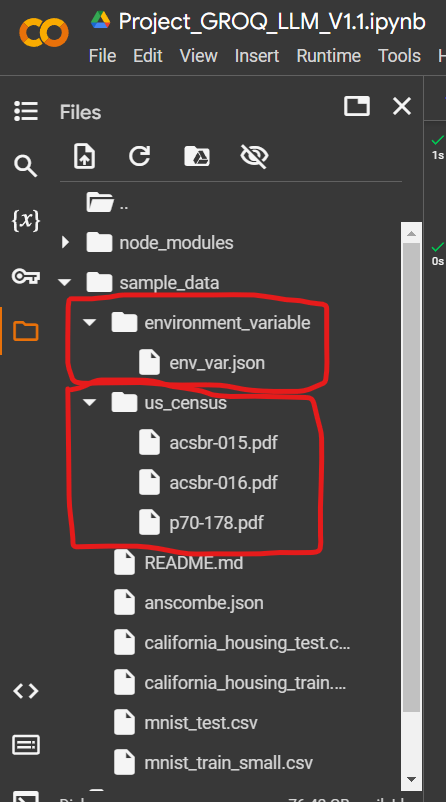 Project_GROQ_LLM_V1.1.ipynb
File Edit View Insert Runtime Tools H
Files
1s
..
{x}
node_modules
0s
sample_data
environment_variable
env_var.json
us_census
acsbr-015.pdf
acsbr-016.pdf
p70-178.pdf
README.md
anscombe.json
california_housing_test.c...
california_housing_train....
mnist_test.csv
mnist_train_small.csv